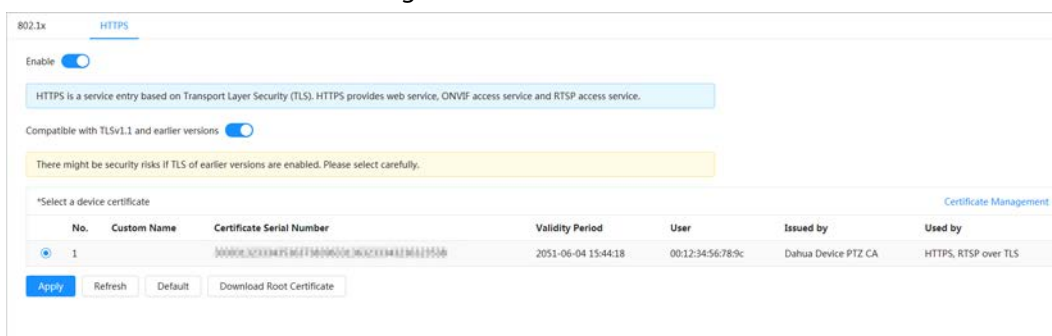 802.1x HTTPS
Enable
HTTPS is a service entry based on Transport Layer Security (TLS). HTTPS provides web service, ONVIF access service and RTSP access service.
Compatible with TLSv1.1 and earlier versions
There might be security risks if TLS of earlier versions are enabled. Please select carefully.
*Select a device certificate Certificate Management
No. Custom Name Certificate Serial Number Validity Period User Issued by Used by
1 2051-06-04 15:44:18 00:12:34:56:78:9c Dahua Device PTZ CA HTTPS, RTSP over TLS
Apply Refresh Default Download Root Certificate